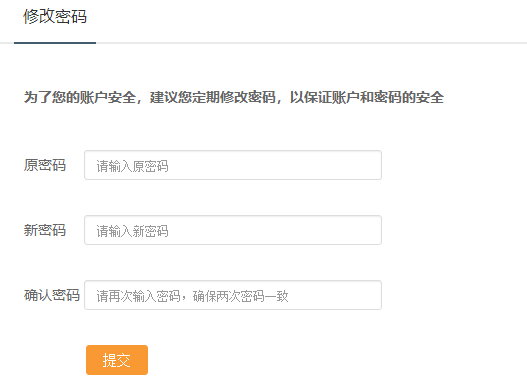 修改密码
为了您的账户安全，建议您定期修改密码，以保证账户和密码的安全
原密码 请输入原密码
新密码 请输入新密码
确认密码 请再次输入密码，确保两次密码一致
提交